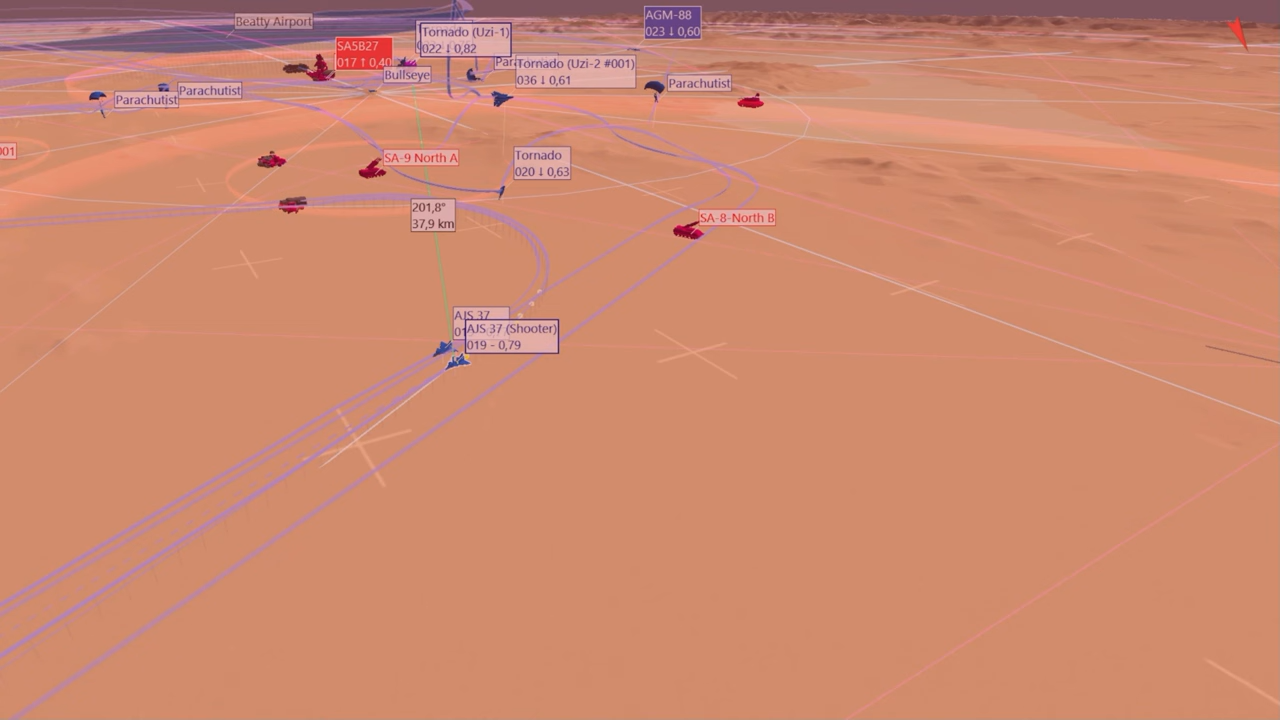 Beatty Airport
AGM-88
023 ↓ 0,60
Tornado (Uzi-1)
022 ↓ 0,82
SA5B27
017 ↑ 0,40
Bullseye
Tornado (Uzi-2 #001)
036 ↓ 0,61
Parachutist
Parachutist
Parachutist
001
SA-9 North A
Tornado
020 ↓ 0,63
201,8°
37,9 km
SA-8-North B
AJS 37
AJS 37 (Shooter)
019 - 0,79